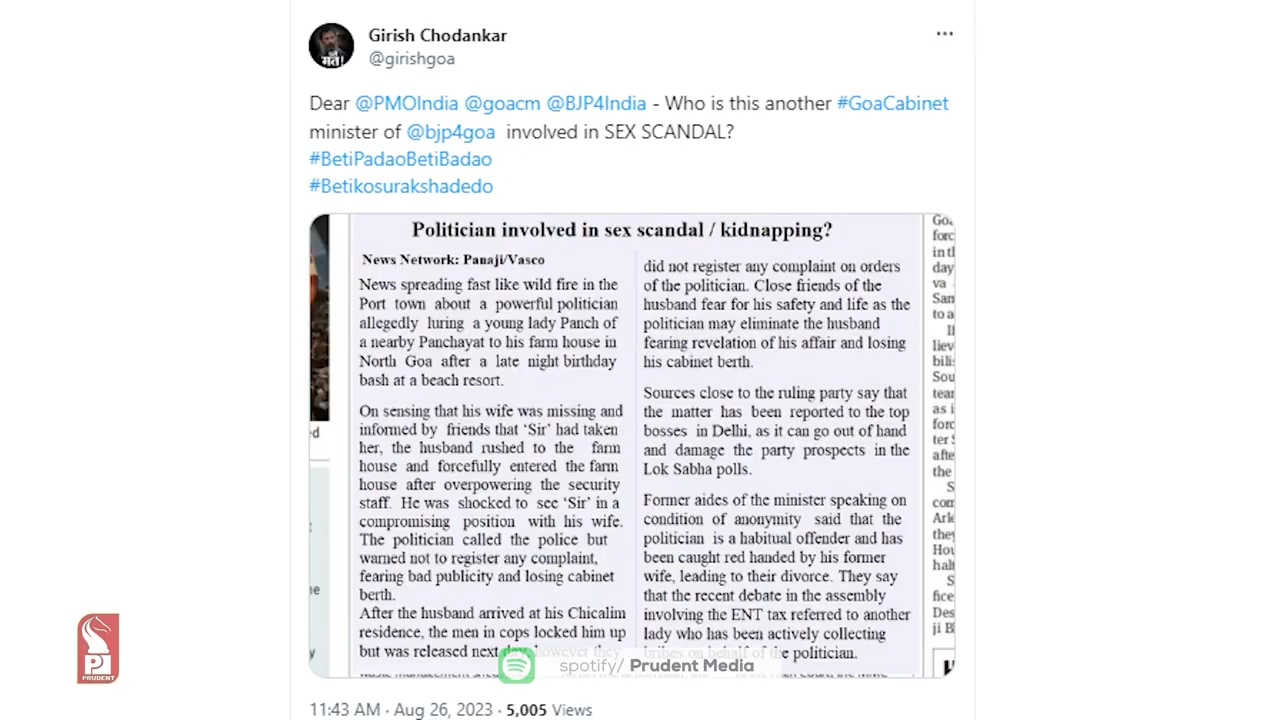 Girish Chodankar
@girishgoa
Dear @PMOIndia @goacm @BJP4India - Who is this another #GoaCabinet
minister of @bjp4goa involved in SEX SCANDAL?
#BetiPadaoBetiBadao
#Betikosurakshadedo
Politician involved in sex scandal / kidnapping?
News Network: Panaji/Vasco
News spreading fast like wild fire in the
Port town about a powerful politician
allegedly luring a young lady Panch of
a nearby Panchayat to his farm house in
North Goa after a late night birthday
bash at a beach resort.
On sensing that his wife was missing and
informed by friends that ‘Sir’ had taken
her, the husband rushed to the farm
house and forcefully entered the farm
house after overpowering the security
staff. He was shocked to see ‘Sir’ in a
compromising position with his wife.
The politician called the police but
warned not to register any complaint,
fearing bad publicity and losing cabinet
berth.
After the husband arrived at his Chicalim
residence, the men in cops locked him up
but was released next day, however they
did not register any complaint on orders
of the politician. Close friends of the
husband fear for his safety and life as the
politician may eliminate the husband
fearing revelation of his affair and losing
his cabinet berth.
Sources close to the ruling party say that
the matter has been reported to the top
bosses in Delhi, as it can go out of hand
and damage the party prospects in the
Lok Sabha polls.
Former aides of the minister speaking on
condition of anonymity said that the
politician is a habitual offender and has
been caught red handed by his former
wife, leading to their divorce. They say
that the recent debate in the assembly
involving the ENT tax referred to another
lady who has been actively collecting
bribes on behalf of the politician.
PRUDENT
spotify/ Prudent Media
11:43 AM · Aug 26, 2023 · 5,005 Views